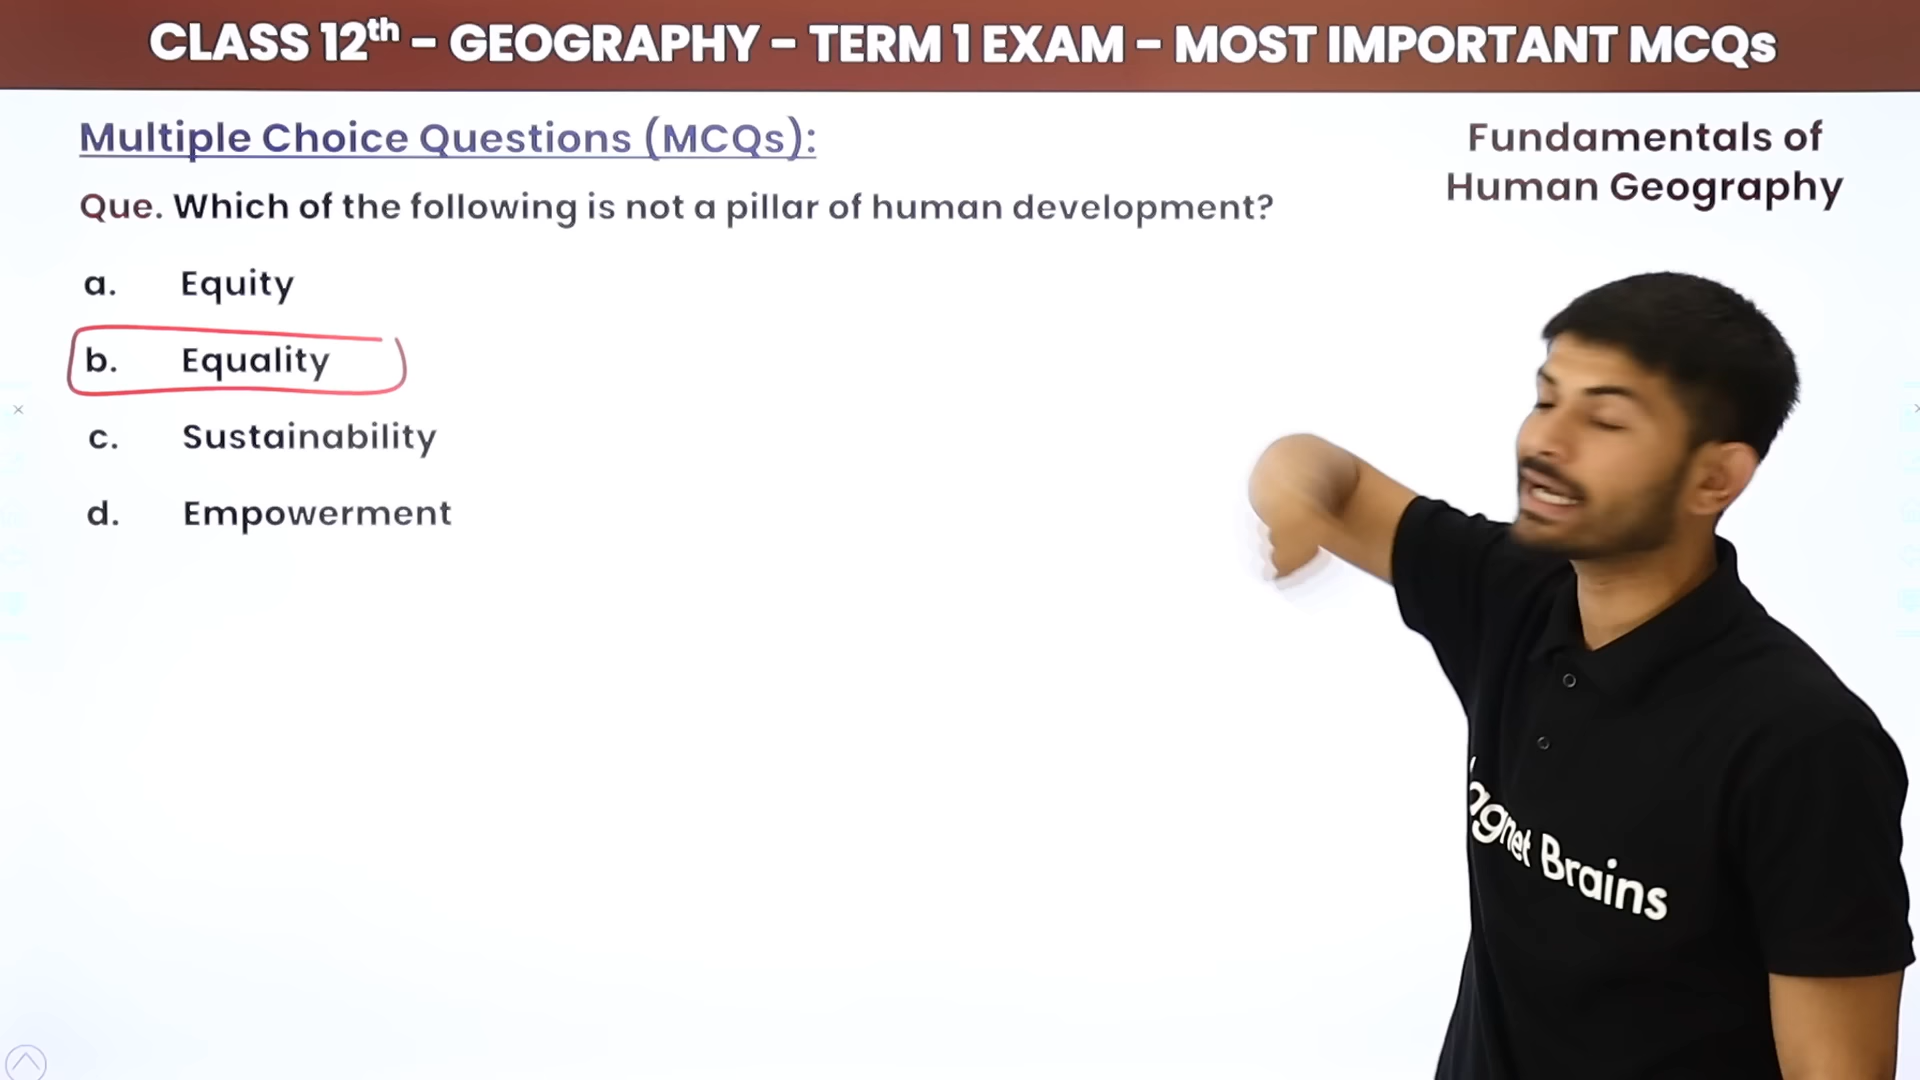 CLASS 12th - GEOGRAPHY - TERM 1 EXAM - MOST IMPORTANT MCQs
Multiple Choice Questions (MCQs):
Fundamentals of
Human Geography
Que. Which of the following is not a pillar of human development?
a. Equity
b. Equality
c. Sustainability
d. Empowerment
Brains